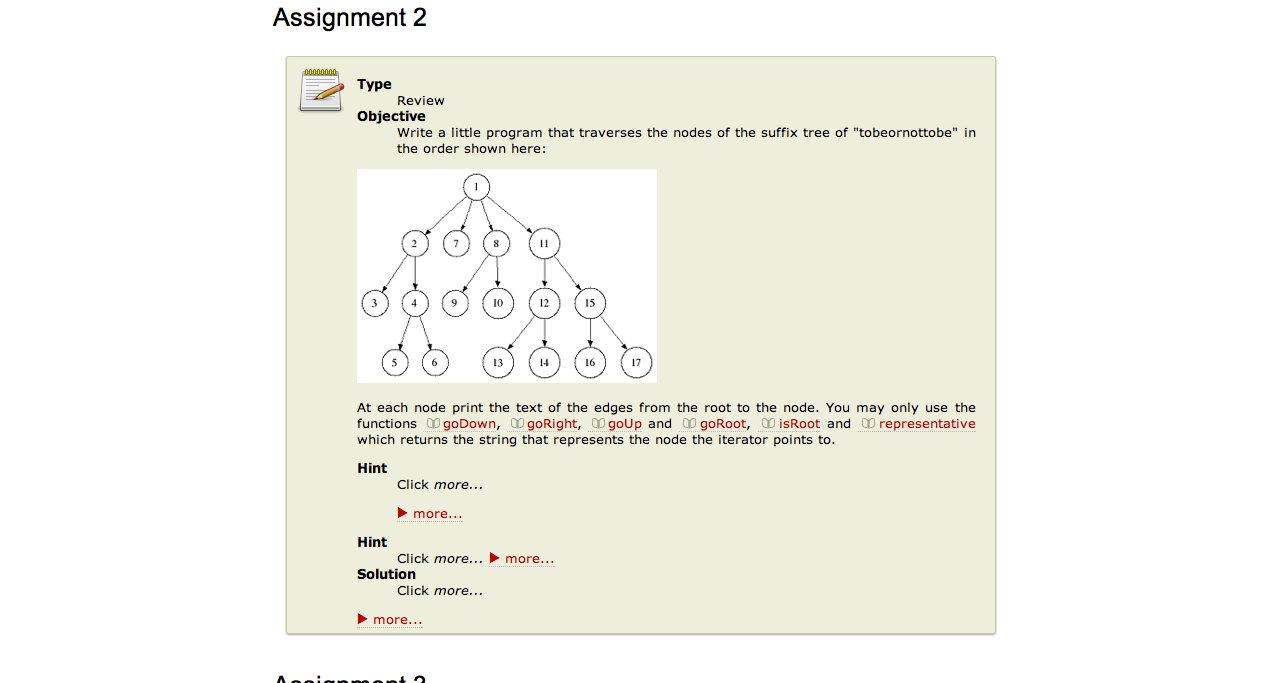 Assignment 2
Type
Review
Objective
Write a little program that traverses the nodes of the suffix tree of "tobeornottobe" in
the order shown here:
1
2 7 8 11
3 4 9 10 12 15
5 6 13 14 16 17
At each node print the text of the edges from the root to the node. You may only use the
functions goDown, goRight, goUp and goRoot, isRoot and representative
which returns the string that represents the node the iterator points to.
Hint
Click more...
more...
Hint
Click more... more...
Solution
Click more...
more...